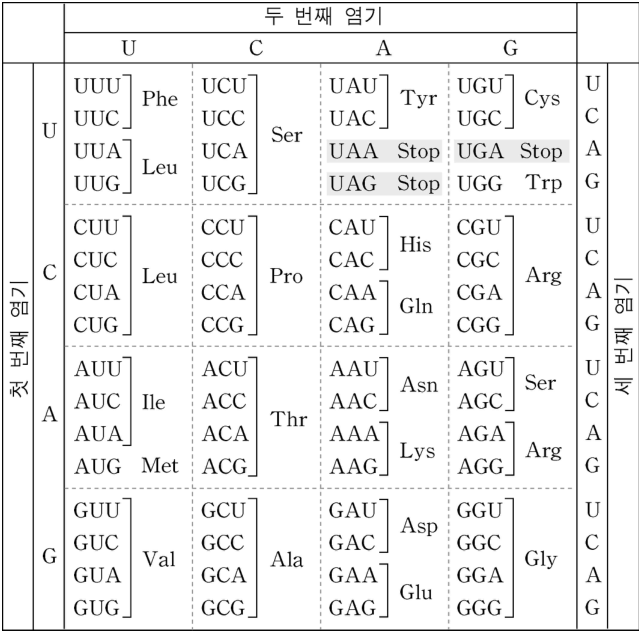 두 번째 염기
U C A G
첫 번째 염기
세 번째 염기
U
UUU UCU UAU UGU U
Phe Tyr Cys
UUC UCC UAC UGC C
Ser
UUA UCA UAA Stop UGA Stop A
Leu
UUG UCG UAG Stop UGG Trp G
C
CUU CCU CAU CGU U
His
CUC CCC CAC CGC C
Leu Pro Arg
CUA CCA CAA CGA A
Gln
CUG CCG CAG CGG G
A
AUU ACU AAU AGU U
Asn Ser
AUC Ile ACC AAC AGC C
Thr
AUA ACA AAA AGA A
Lys Arg
AUG Met ACG AAG AGG G
G
GUU GCU GAU GGU U
Asp
GUC GCC GAC GGC C
Val Ala Gly
GUA GCA GAA GGA A
Glu
GUG GCG GAG GGG G